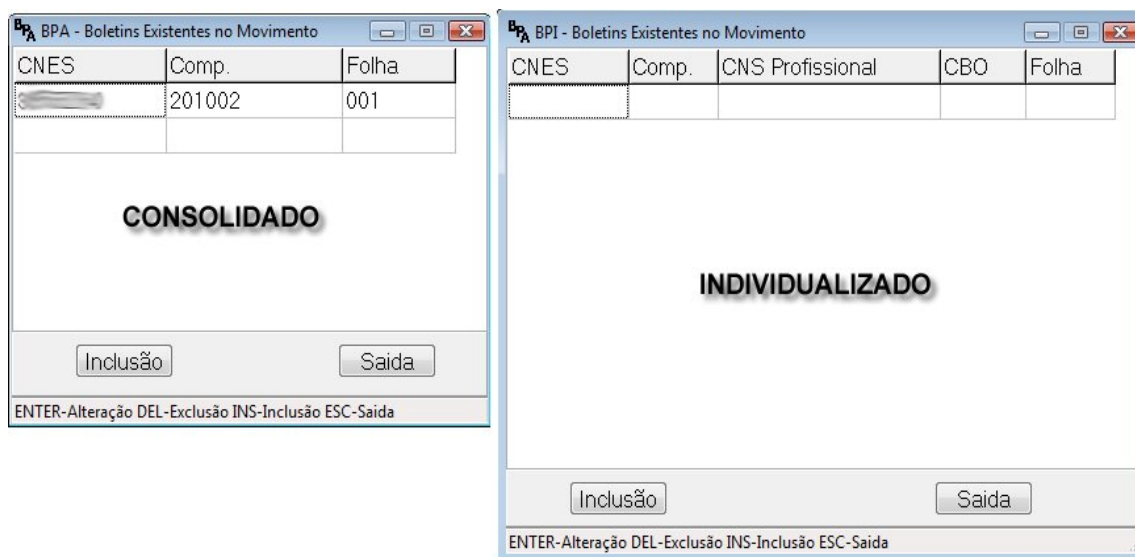 BPA BPA - Boletins Existentes no Movimento
CNES Comp. Folha
201002 001
CONSOLIDADO
Inclusão Saida
ENTER-Alteração DEL-Exclusão INS-Inclusão ESC-Saida
BPA BPI - Boletins Existentes no Movimento
CNES Comp. CNS Profissional CBO Folha
INDIVIDUALIZADO
Inclusão Saida
ENTER-Alteração DEL-Exclusão INS-Inclusão ESC-Saida